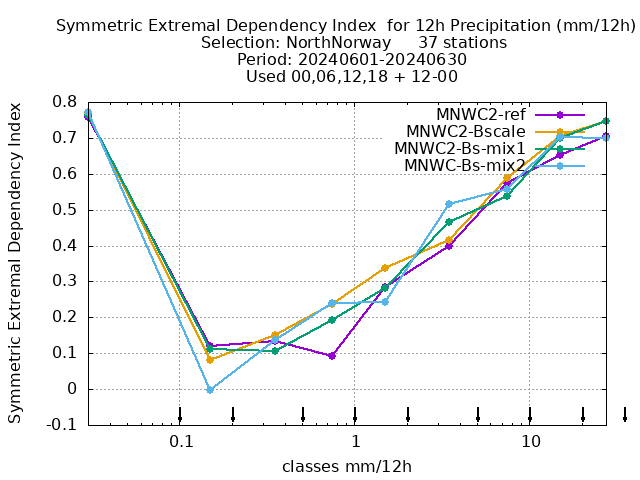 Symmetric Extremal Dependency Index  for 12h Precipitation (mm/12h)
Selection: NorthNorway     37 stations
Period: 20240601-20240630
Used 00,06,12,18 + 12-00
Symmetric Extremal Dependency Index
0.8
0.7
0.6
0.5
0.4
0.3
0.2
0.1
0
-0.1
MNWC2-ref
MNWC2-Bscale
MNWC2-Bs-mix1
MNWC-Bs-mix2
0.1 1 10
classes mm/12h